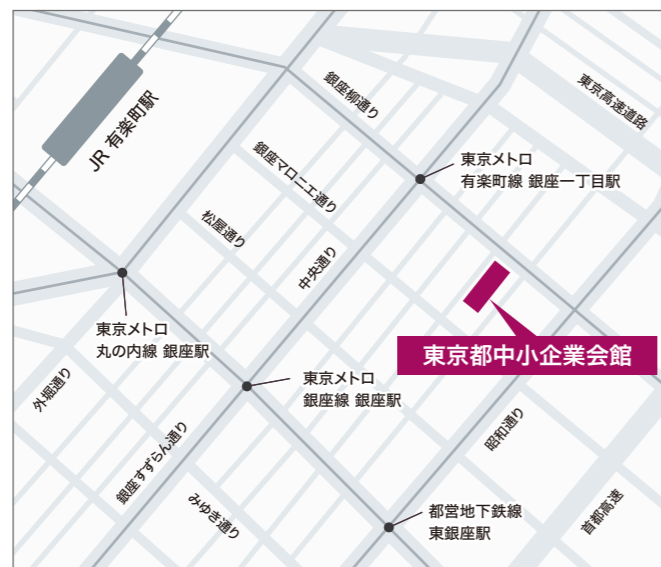 JR 有楽町駅
銀座柳通り
東京高速道路
東京メトロ
有楽町線 銀座一丁目駅
銀座マロニエ通り
松屋通り
中央通り
東京メトロ
丸の内線 銀座駅
東京都中小企業会館
東京メトロ
銀座線 銀座駅
外堀通り
昭和通り
銀座すずらん通り
みゆき通り
都営地下鉄線
東銀座駅
首都高速